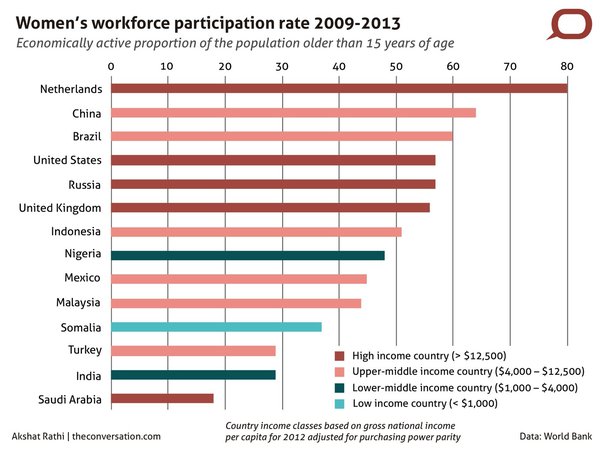 Women's workforce participation rate 2009-2013
Economically active proportion of the population older than 15 years of age
0 10 20 30 40 50 60 70 80
Netherlands
China
Brazil
United States
Russia
United Kingdom
Indonesia
Nigeria
Mexico
Malaysia
Somalia
Turkey
India
Saudi Arabia
High income country (> $12,500)
Upper-middle income country ($4,000 – $12,500)
Lower-middle income country ($1,000 – $4,000)
Low income country (< $1,000)
Country income classes based on gross national income
per capita for 2012 adjusted for purchasing power parity
Akshat Rathi | theconversation.com
Data: World Bank